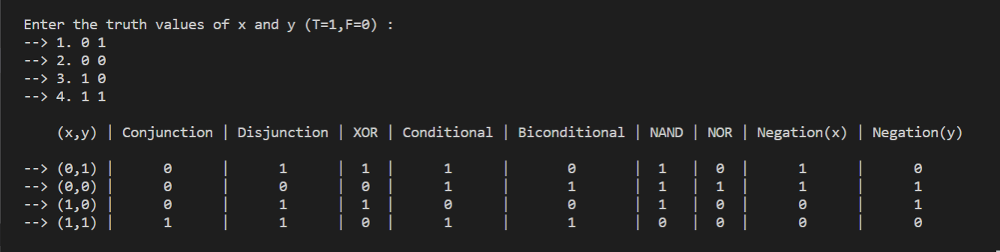 Enter the truth values of x and y (T=1,F=0) :
--> 1. 0 1
--> 2. 0 0
--> 3. 1 0
--> 4. 1 1
(x,y) | Conjunction | Disjunction | XOR | Conditional | Biconditional | NAND | NOR | Negation(x) | Negation(y)
--> (0,1) | 0 | 1 | 1 | 1 | 0 | 1 | 0 | 1 | 0
--> (0,0) | 0 | 0 | 0 | 1 | 1 | 1 | 1 | 1 | 1
--> (1,0) | 0 | 1 | 1 | 0 | 0 | 1 | 0 | 0 | 1
--> (1,1) | 1 | 1 | 0 | 1 | 1 | 0 | 0 | 0 | 0